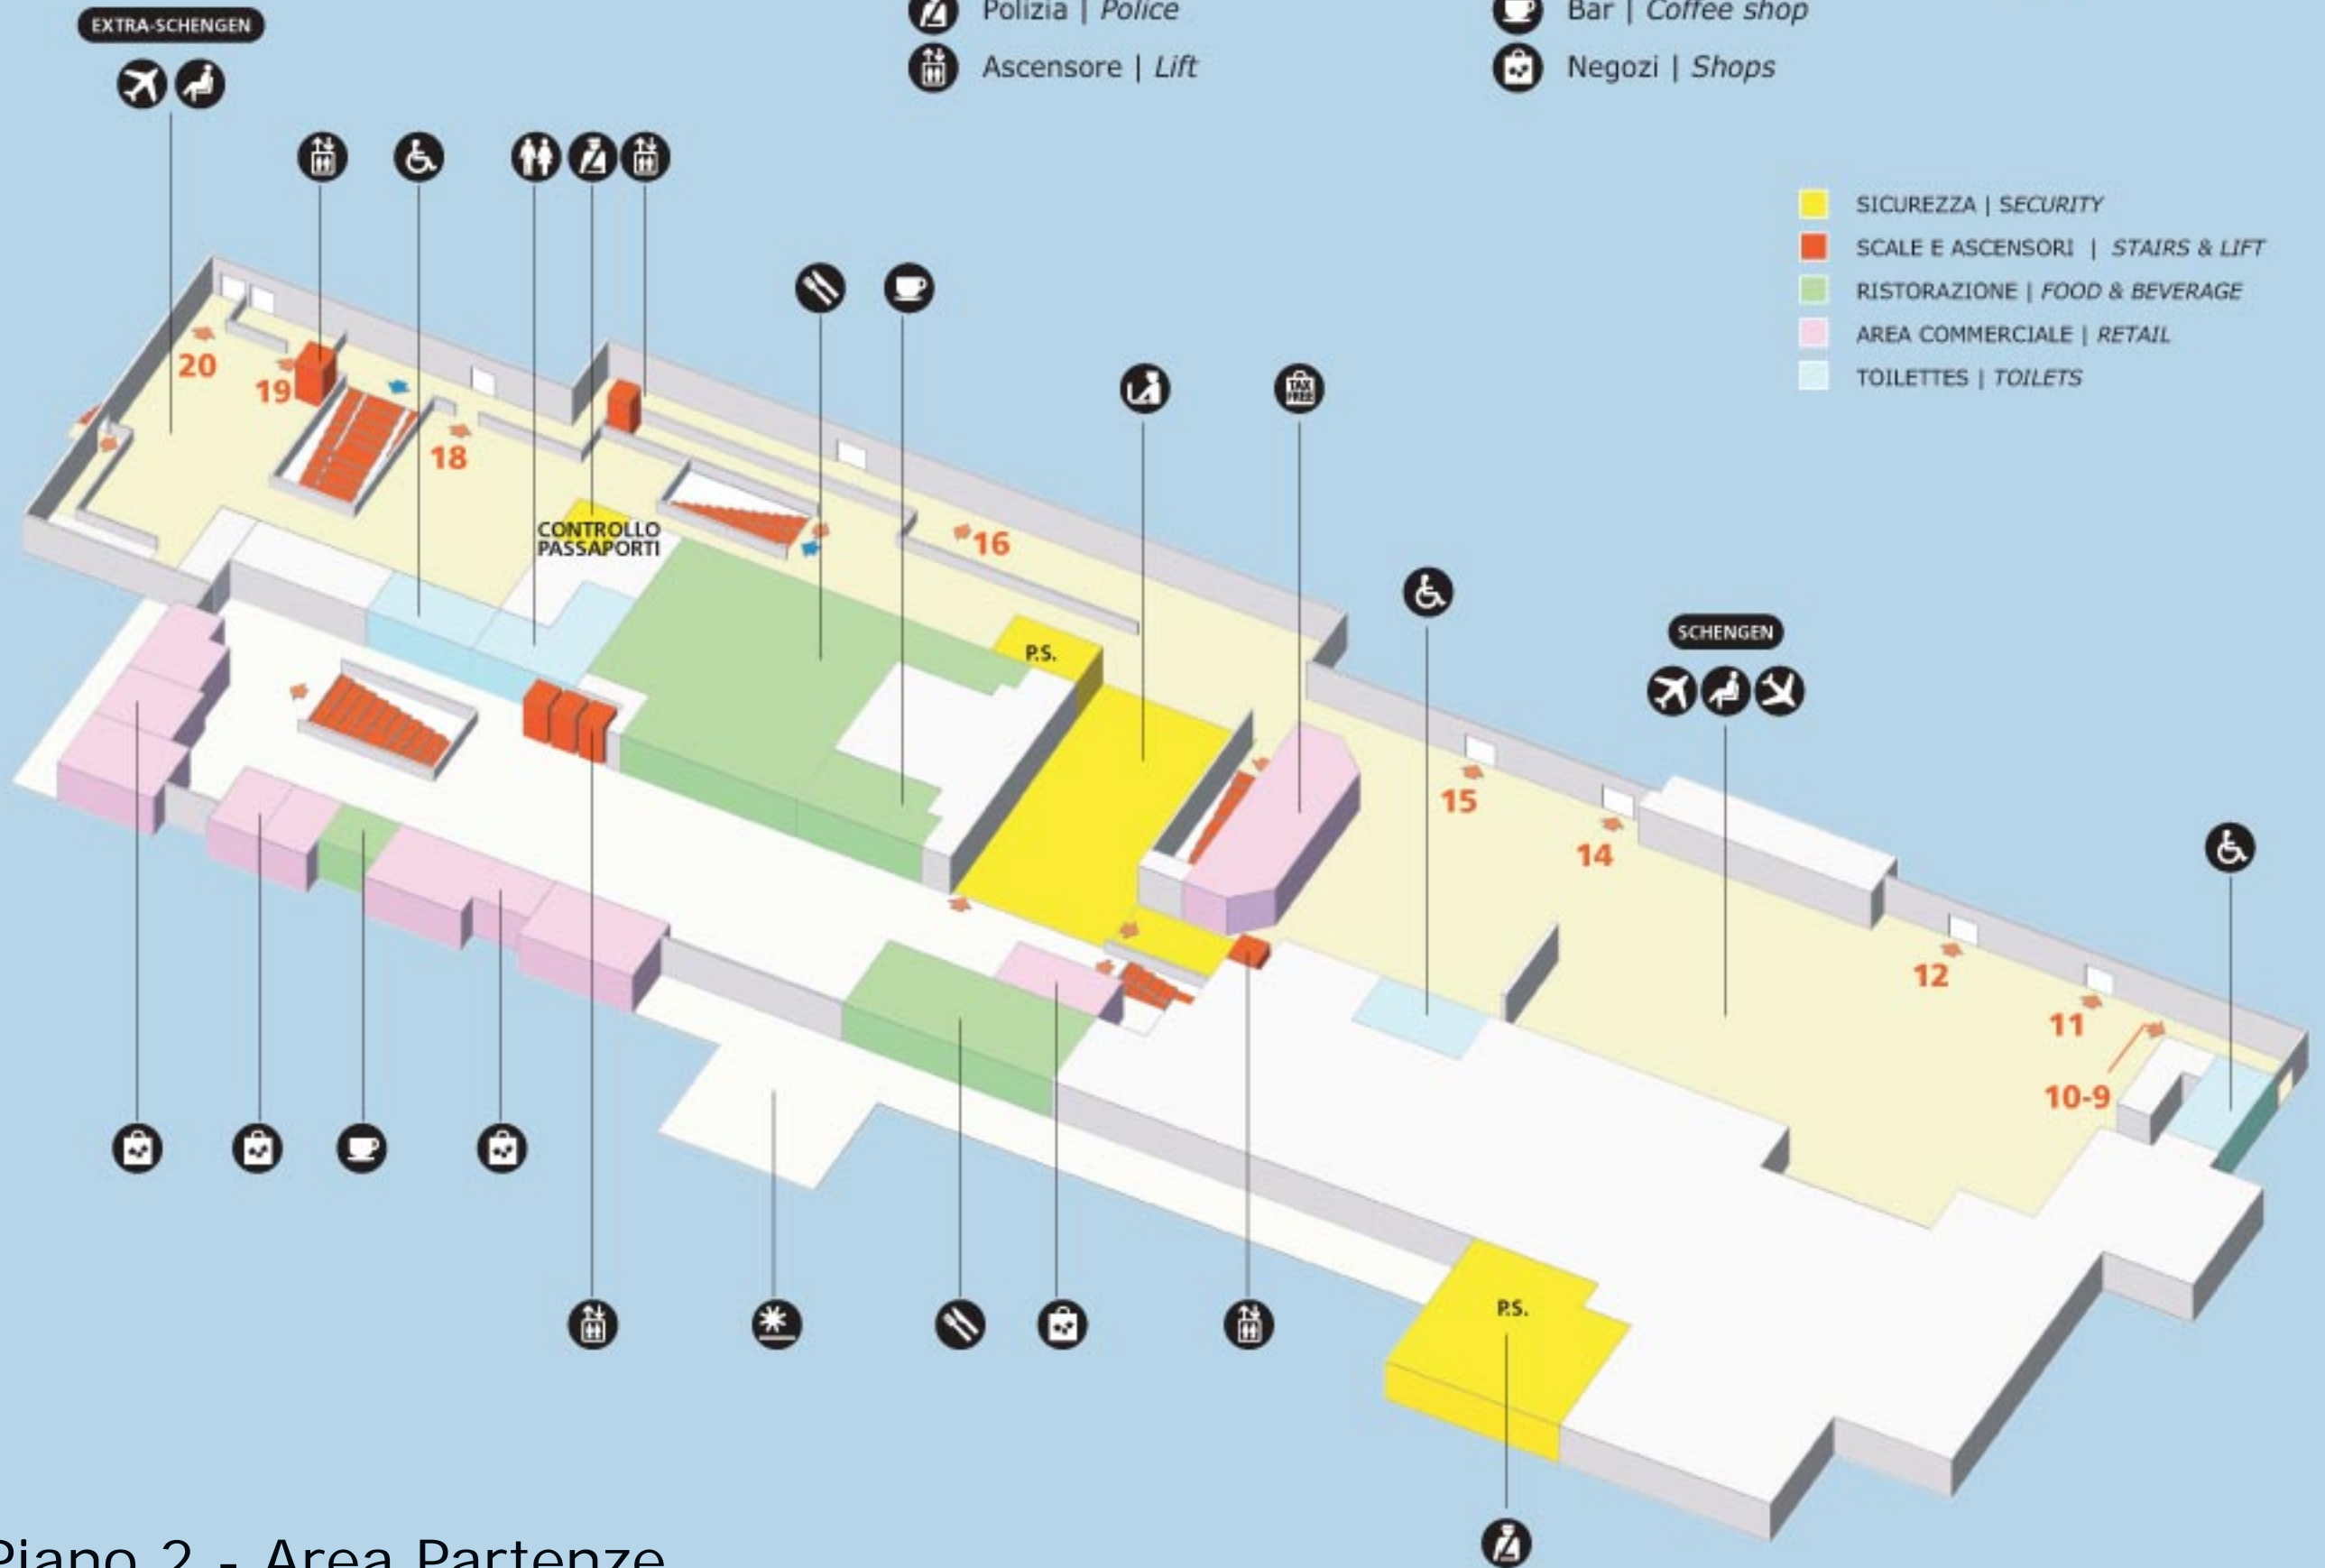 EXTRA-SCHENGEN
Polizia | Police
Ascensore | Lift
Bar | Coffee shop
Negozi | Shops
SICUREZZA | SECURITY
SCALE E ASCENSORI | STAIRS & LIFT
RISTORAZIONE | FOOD & BEVERAGE
AREA COMMERCIALE | RETAIL
TOILETTES | TOILETS
20
19
18
TAX
FREE
CONTROLLO
PASSAPORTI
16
P.S.
SCHENGEN
15
14
12
11
10-9
P.S.
Piano 2 - Area Partenze